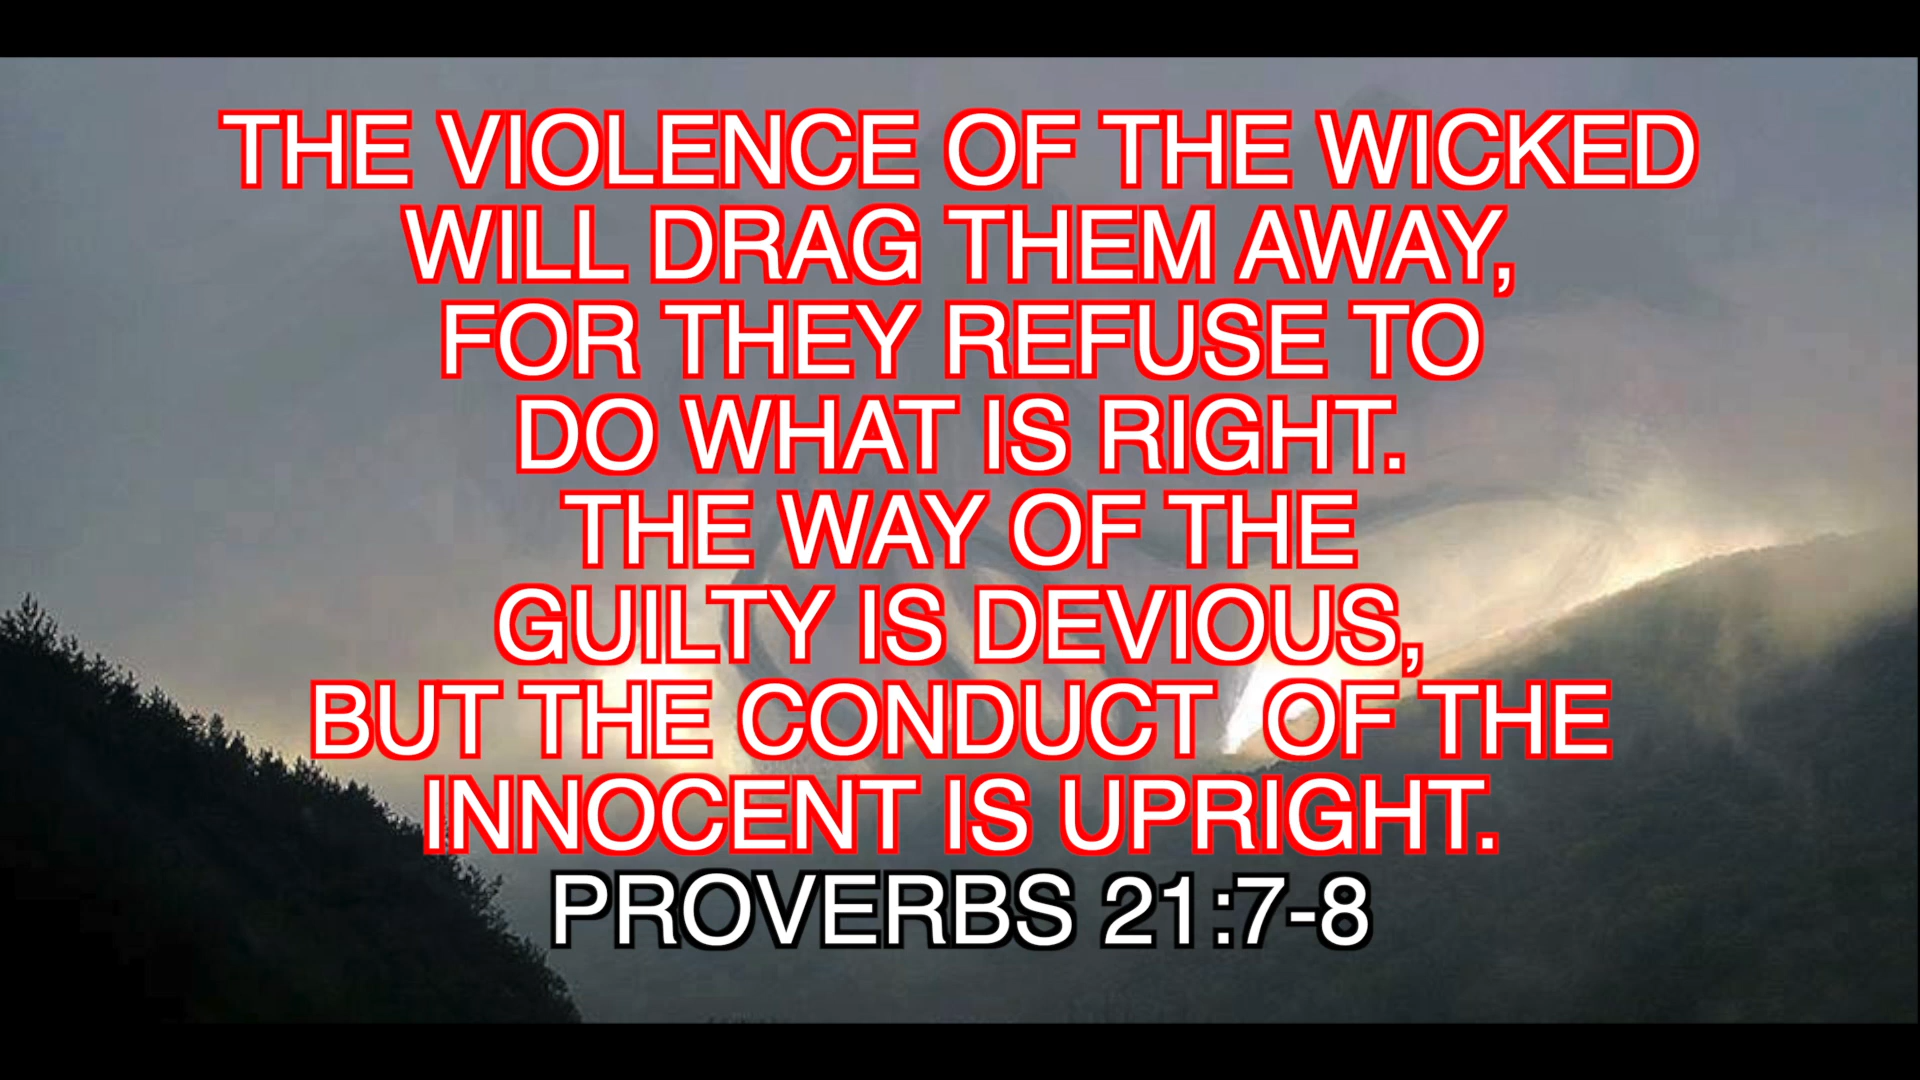 THE VIOLENCE OF THE WICKED
WILL DRAG THEM AWAY,
FOR THEY REFUSE TO
DO WHAT IS RIGHT.
THE WAY OF THE
GUILTY IS DEVIOUS,
BUT THE CONDUCT OF THE
INNOCENT IS UPRIGHT.
PROVERBS 21:7-8